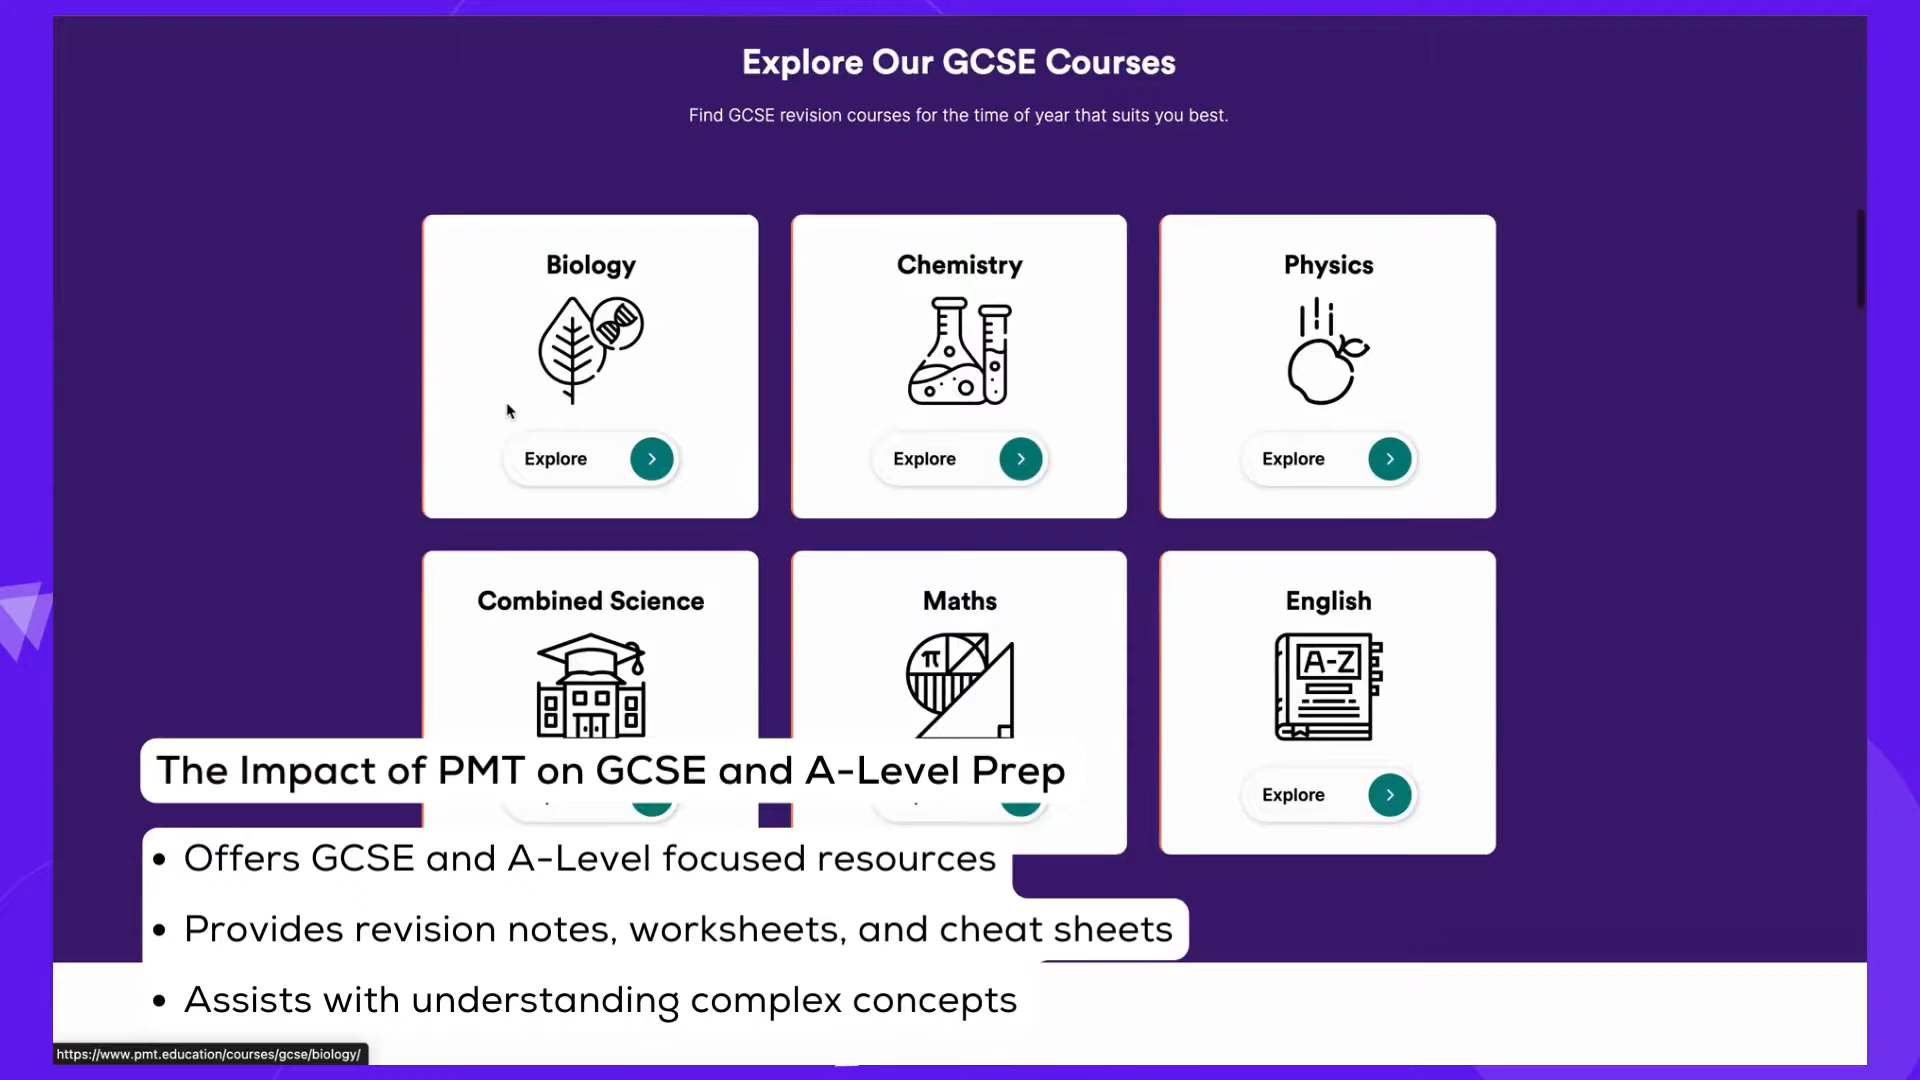 Explore Our GCSE Courses
Find GCSE revision courses for the time of year that suits you best.
Biology
Chemistry
Physics
Explore
Explore
Explore
Combined Science
Maths
English
π
A-Z
Explore
The Impact of PMT on GCSE and A-Level Prep
• Offers GCSE and A-Level focused resources
• Provides revision notes, worksheets, and cheat sheets
• Assists with understanding complex concepts
https://www.pmt.education/courses/gcse/biology/